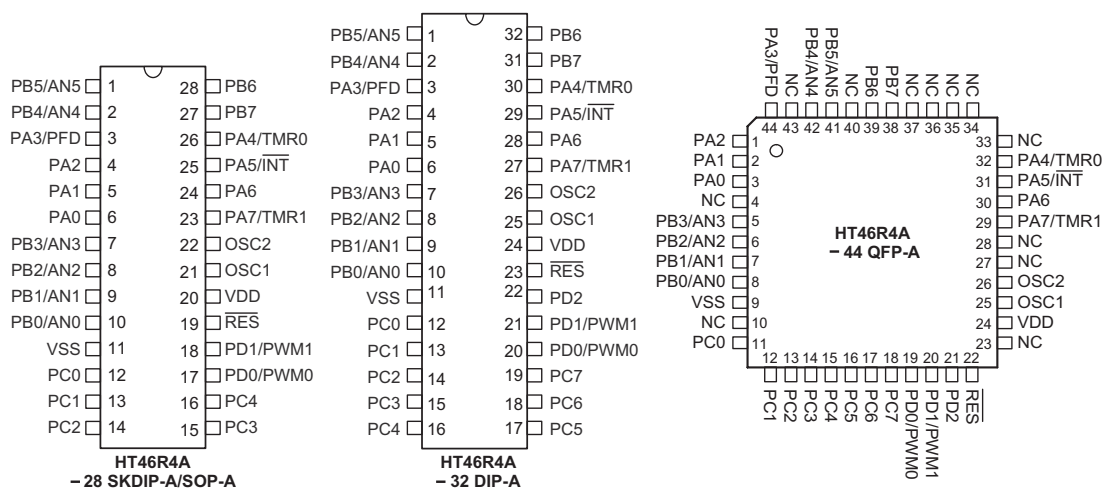 PB5/AN5 1 28 PB6
PB4/AN4 2 27 PB7
PA3/PFD 3 26 PA4/TMR0
PA2 4 25 PA5/INT
PA1 5 24 PA6
PA0 6 23 PA7/TMR1
PB3/AN3 7 22 OSC2
PB2/AN2 8 21 OSC1
PB1/AN1 9 20 VDD
PB0/AN0 10 19 RES
VSS 11 18 PD1/PWM1
PC0 12 17 PD0/PWM0
PC1 13 16 PC4
PC2 14 15 PC3
HT46R4A
– 28 SKDIP-A/SOP-A
PB5/AN5 1 32 PB6
PB4/AN4 2 31 PB7
PA3/PFD 3 30 PA4/TMR0
PA2 4 29 PA5/INT
PA1 5 28 PA6
PA0 6 27 PA7/TMR1
PB3/AN3 7 26 OSC2
PB2/AN2 8 25 OSC1
PB1/AN1 9 24 VDD
PB0/AN0 10 23 RES
VSS 11 22 PD2
PC0 12 21 PD1/PWM1
PC1 13 20 PD0/PWM0
PC2 14 19 PC7
PC3 15 18 PC6
PC4 16 17 PC5
HT46R4A
– 32 DIP-A
PA3/PFD NC PB4/AN4 PB5/AN5 NC PB6 PB7 NC NC NC NC
44 43 42 41 40 39 38 37 36 35 34
PA2 1 33 NC
PA1 2 32 PA4/TMR0
PA0 3 31 PA5/INT
NC 4 30 PA6
PB3/AN3 5 29 PA7/TMR1
PB2/AN2 6 28 NC
PB1/AN1 7 27 NC
PB0/AN0 8 26 OSC2
VSS 9 25 OSC1
NC 10 24 VDD
PC0 11 23 NC
HT46R4A
– 44 QFP-A
12 13 14 15 16 17 18 19 20 21 22
PC1 PC2 PC3 PC4 PC5 PC6 PC7 PD0/PWM0 PD1/PWM1 PD2 RES